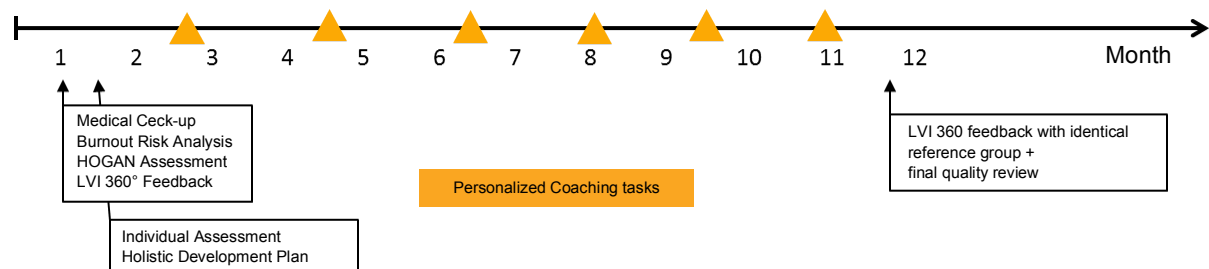 1 2 3 4 5 6 7 8 9 10 11 12 Month
Medical Ceck-up
Burnout Risk Analysis
HOGAN Assessment
LVI 360° Feedback
LVI 360 feedback with identical
reference group +
final quality review
Personalized Coaching tasks
Individual Assessment
Holistic Development Plan